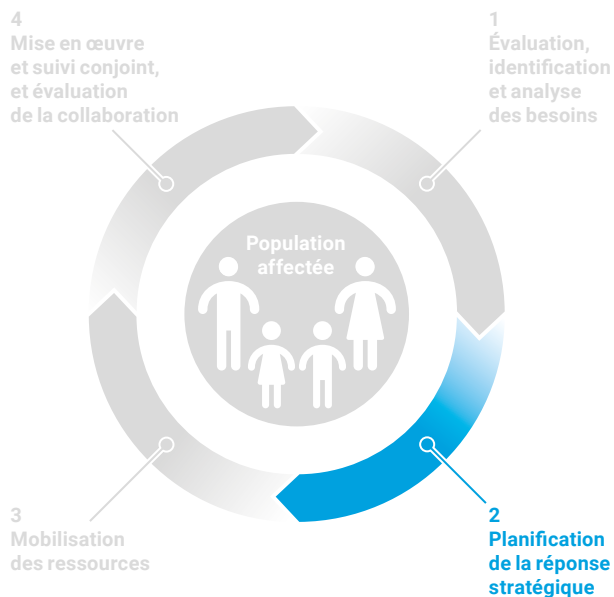 4
Mise en œuvre
et suivi conjoint,
et évaluation
de la collaboration
1
Évaluation,
identification
et analyse
des besoins
Population
affectée
3
Mobilisation
des ressources
2
Planification
de la réponse
stratégique